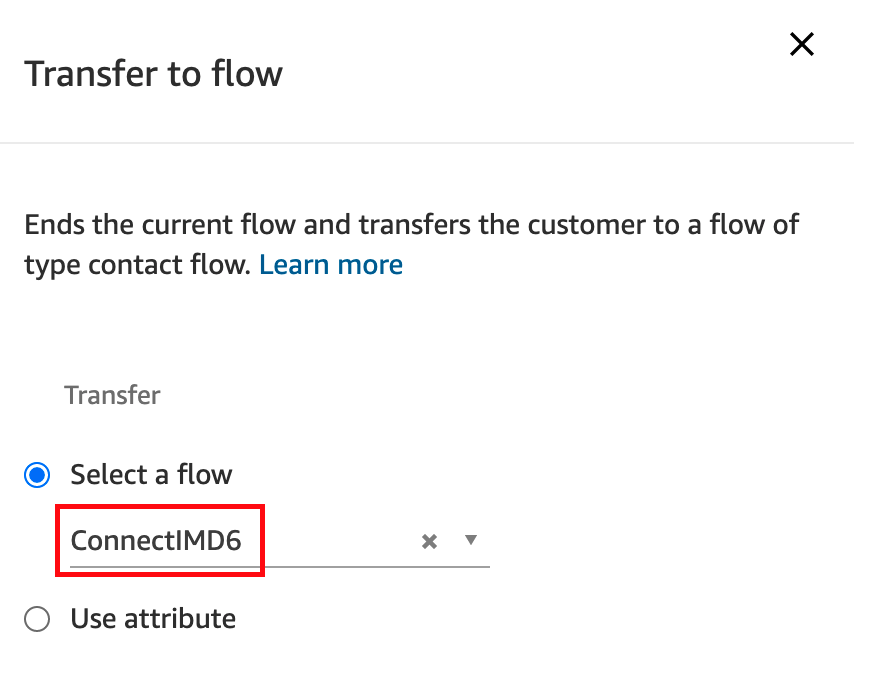 Transfer to flow
Ends the current flow and transfers the customer to a flow of
type contact flow. Learn more
Transfer
Select a flow
ConnectIMD6
Use attribute